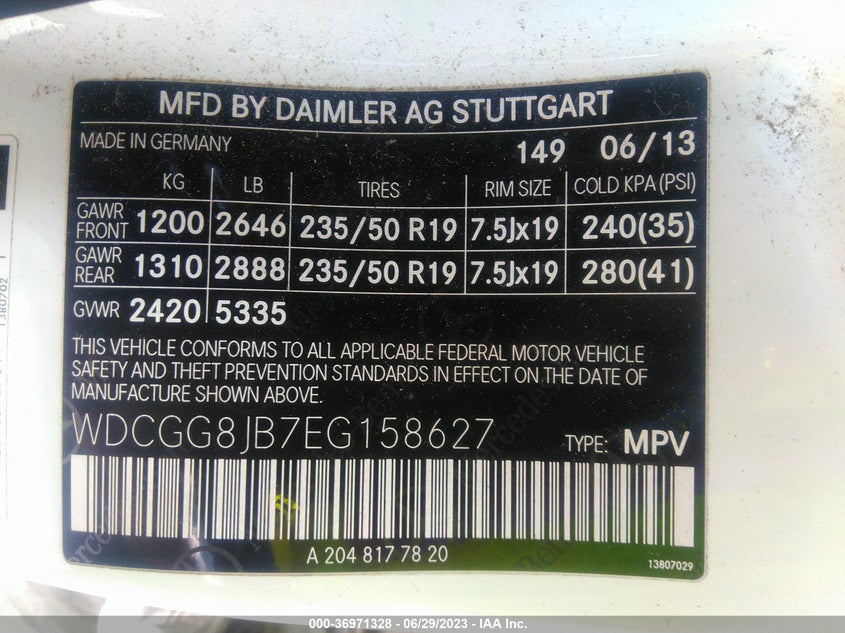 MFD BY DAIMLER AG STUTTGART
MADE IN GERMANY 149 06/13
KG LB TIRES RIM SIZE COLD KPA (PSI)
GAWR FRONT 1200 2646 235/50 R19 7.5Jx19 240(35)
GAWR REAR 1310 2888 235/50 R19 7.5Jx19 280(41)
GVWR 2420 5335
THIS VEHICLE CONFORMS TO ALL APPLICABLE FEDERAL MOTOR VEHICLE
SAFETY AND THEFT PREVENTION STANDARDS IN EFFECT ON THE DATE OF
MANUFACTURE SHOWN ABOVE.
WDCGG8JB7EG158627 TYPE: MPV
A 204 817 78 20
13807029
000-36971328 - 06/29/2023 - IAA Inc.